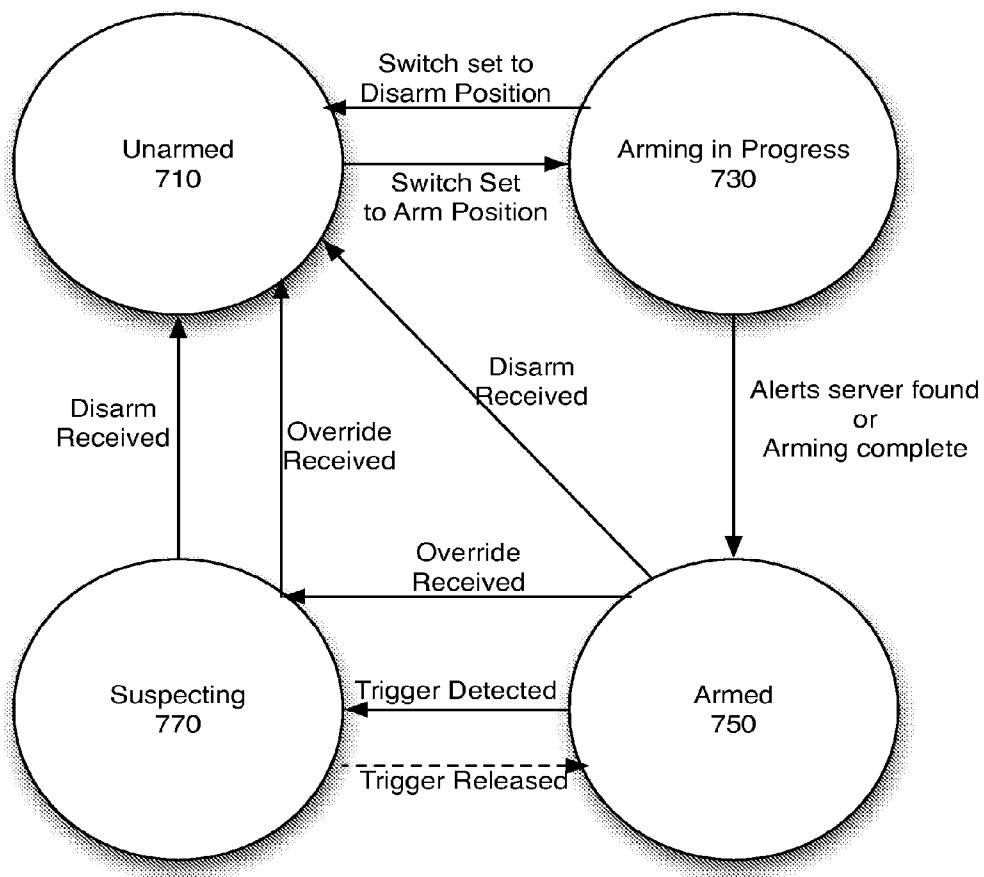 Switch set to
Disarm Position
Unarmed
710
Arming in Progress
730
Switch Set
to Arm Position
Disarm
Received
Alerts server found
or
Arming complete
Disarm
Received
Override
Received
Override
Received
Suspecting
770
Trigger Detected
Armed
750
Trigger Released